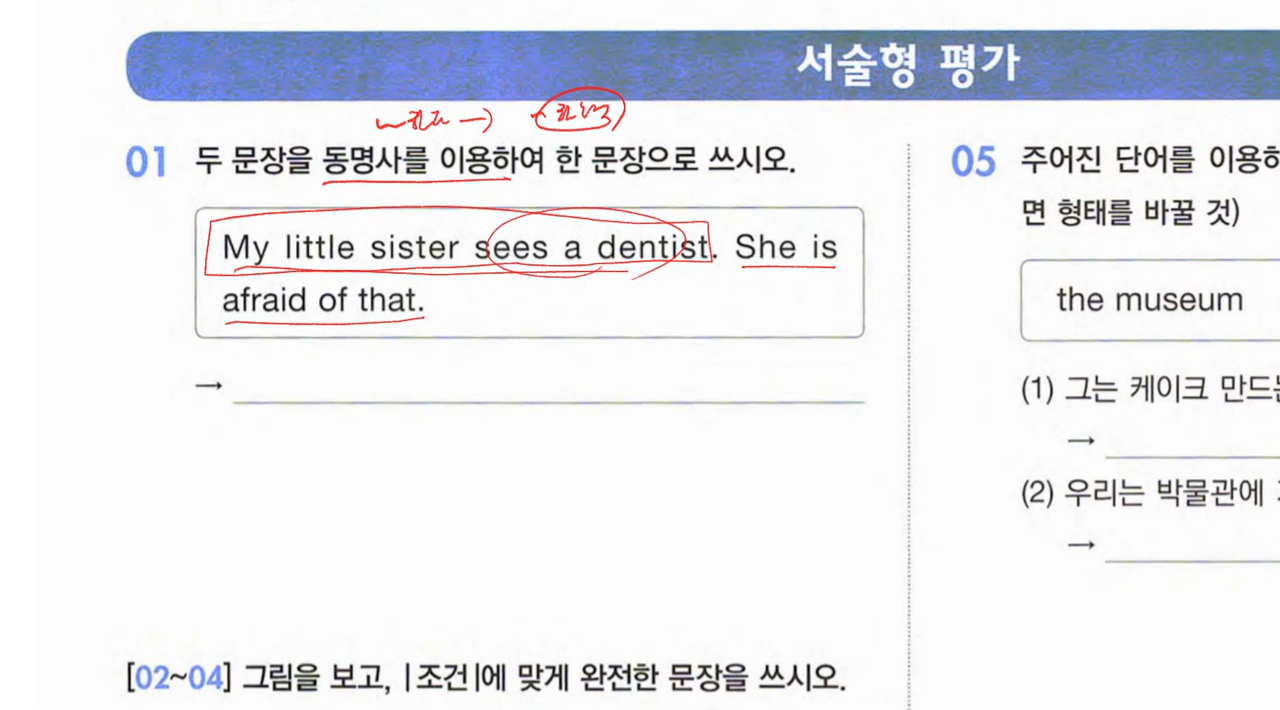 서술형 평가
01 두 문장을 동명사를 이용하여 한 문장으로 쓰시오.
My little sister sees a dentist. She is
afraid of that.
→
[02~04] 그림을 보고, |조건|에 맞게 완전한 문장을 쓰시오.
05 주어진 단어를 이용하
면 형태를 바꿀 것)
the museum
(1) 그는 케이크 만드는
→
(2) 우리는 박물관에
→